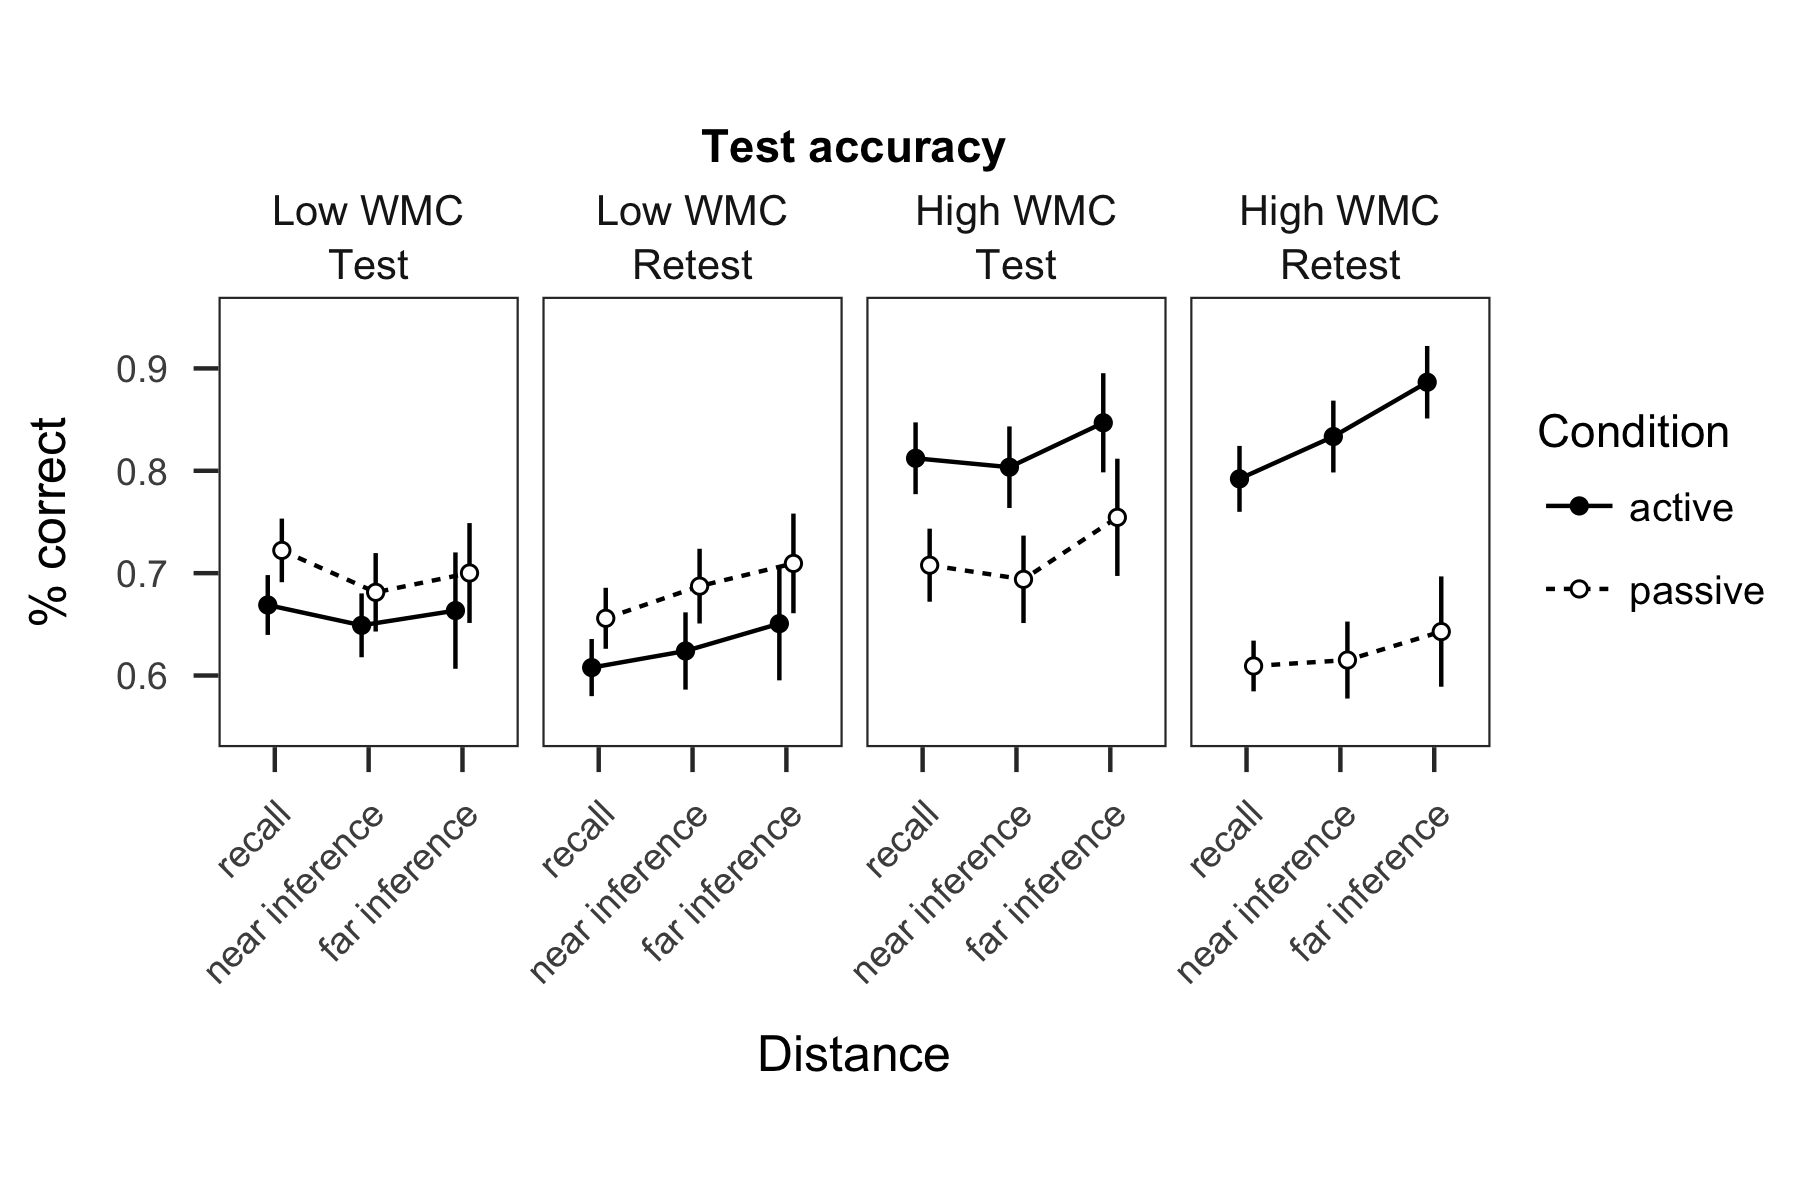 Test accuracy
Low WMC Low WMC High WMC High WMC
Test Retest Test Retest
0.9
0.8
0.7
0.6
% correct
recall near inference far inference recall near inference far inference recall near inference far inference recall near inference far inference
Distance
Condition
active
passive